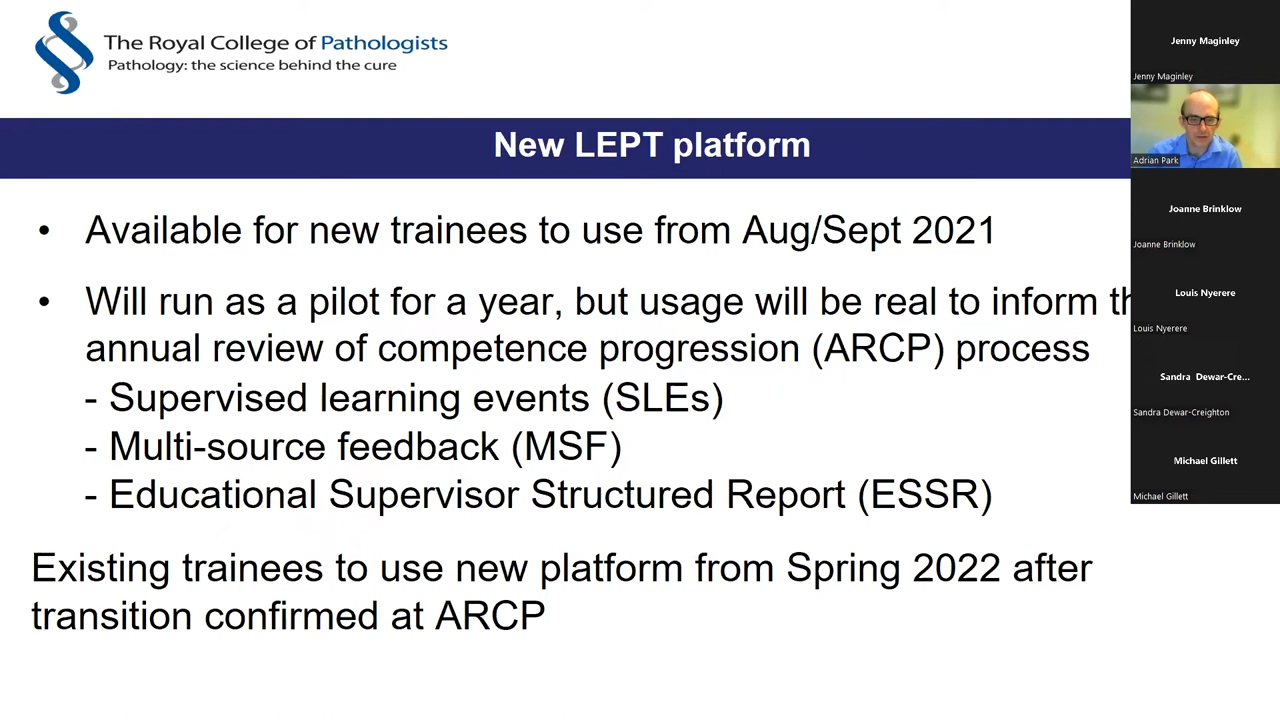 The Royal College of Pathologists
Pathology: the science behind the cure
New LEPT platform
• Available for new trainees to use from Aug/Sept 2021
• Will run as a pilot for a year, but usage will be real to inform th
annual review of competence progression (ARCP) process
- Supervised learning events (SLEs)
- Multi-source feedback (MSF)
- Educational Supervisor Structured Report (ESSR)
Existing trainees to use new platform from Spring 2022 after
transition confirmed at ARCP
Jenny Maginley
Jenny Maginley
Adrian Park
Joanne Brinklow
Joanne Brinklow
Louis Nyerere
Louis Nyerere
Sandra Dewar-Cre...
Sandra Dewar-Creighton
Michael Gillett
Michael Gillett